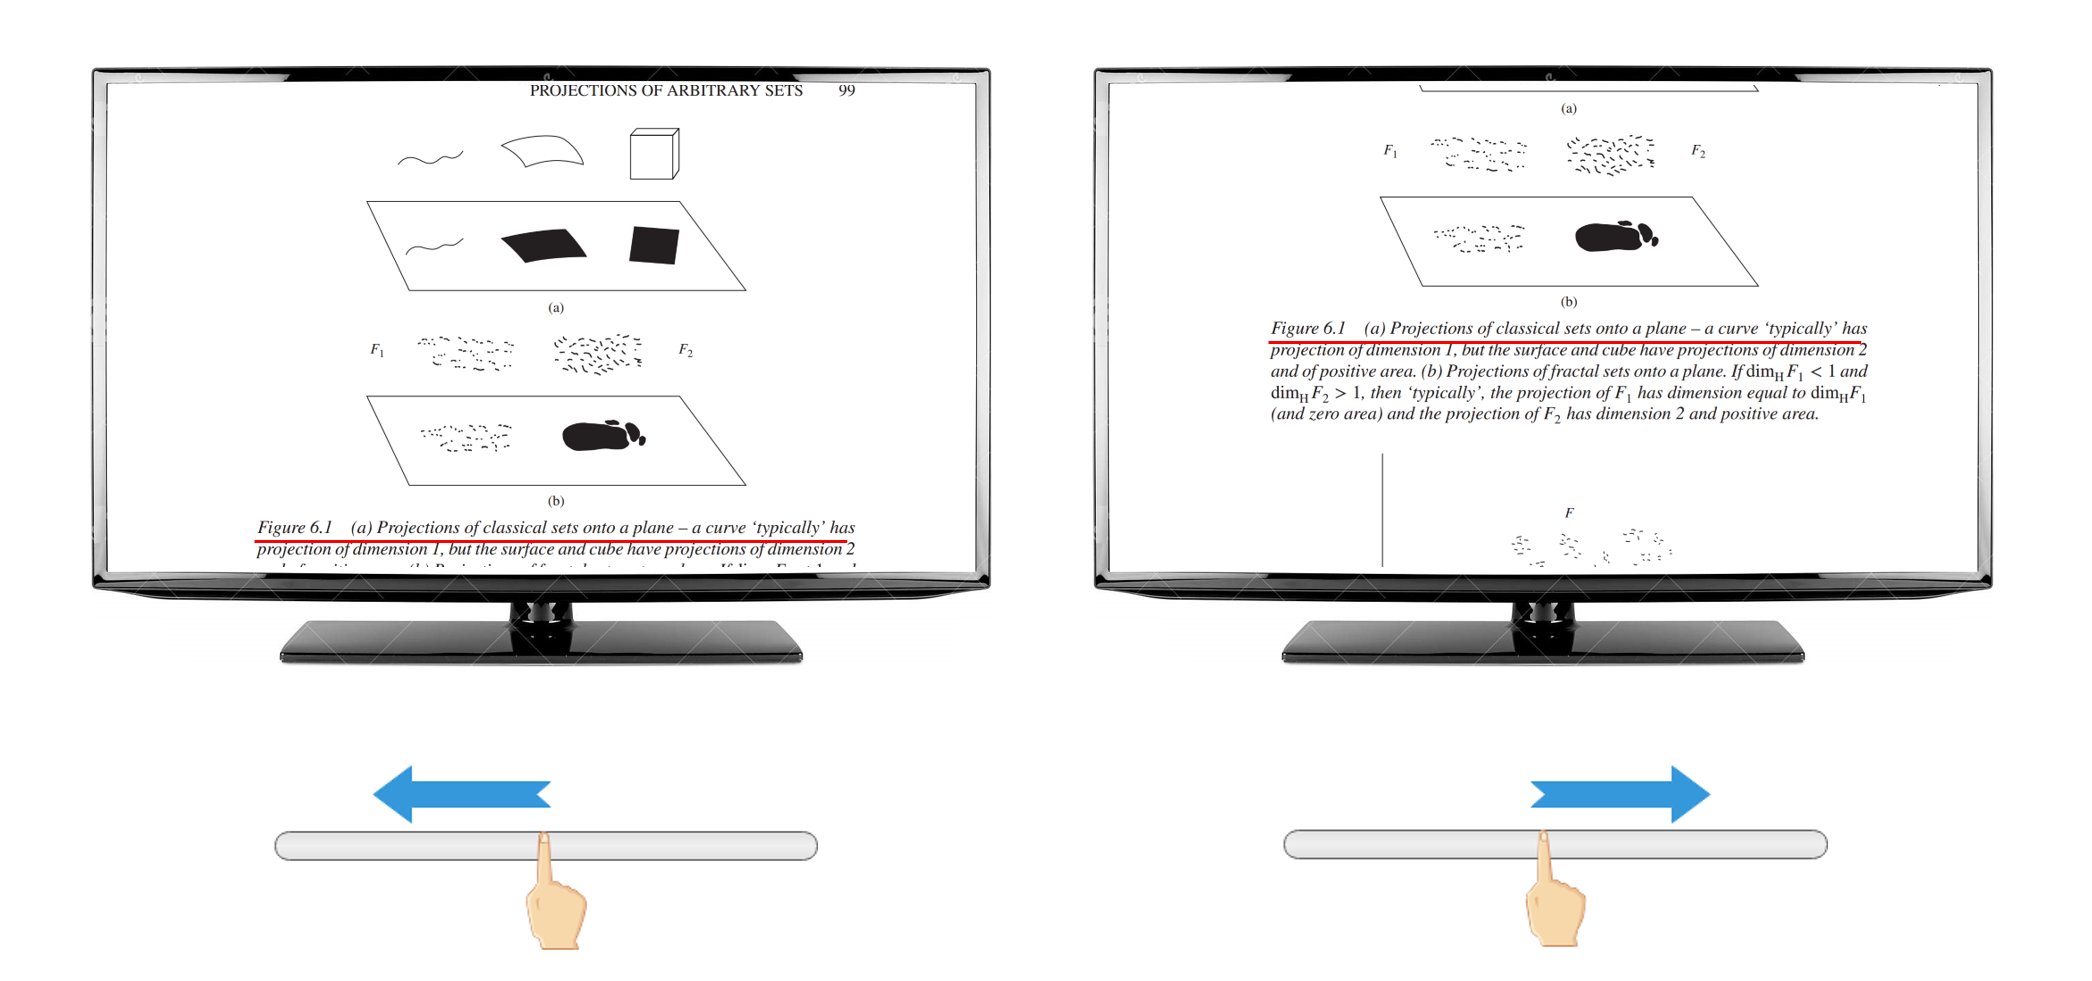 PROJECTIONS OF ARBITRARY SETS 99
(a)
F₁ F₂
(b)
Figure 6.1 (a) Projections of classical sets onto a plane – a curve ‘typically’ has
projection of dimension 1, but the surface and cube have projections of dimension 2
(a)
F₁ F₂
(b)
Figure 6.1 (a) Projections of classical sets onto a plane – a curve ‘typically’ has
projection of dimension 1, but the surface and cube have projections of dimension 2
and of positive area. (b) Projections of fractal sets onto a plane. If dim_H F₁ < 1 and
dim_H F₂ > 1, then ‘typically’, the projection of F₁ has dimension equal to dim_H F₁
(and zero area) and the projection of F₂ has dimension 2 and positive area.
F